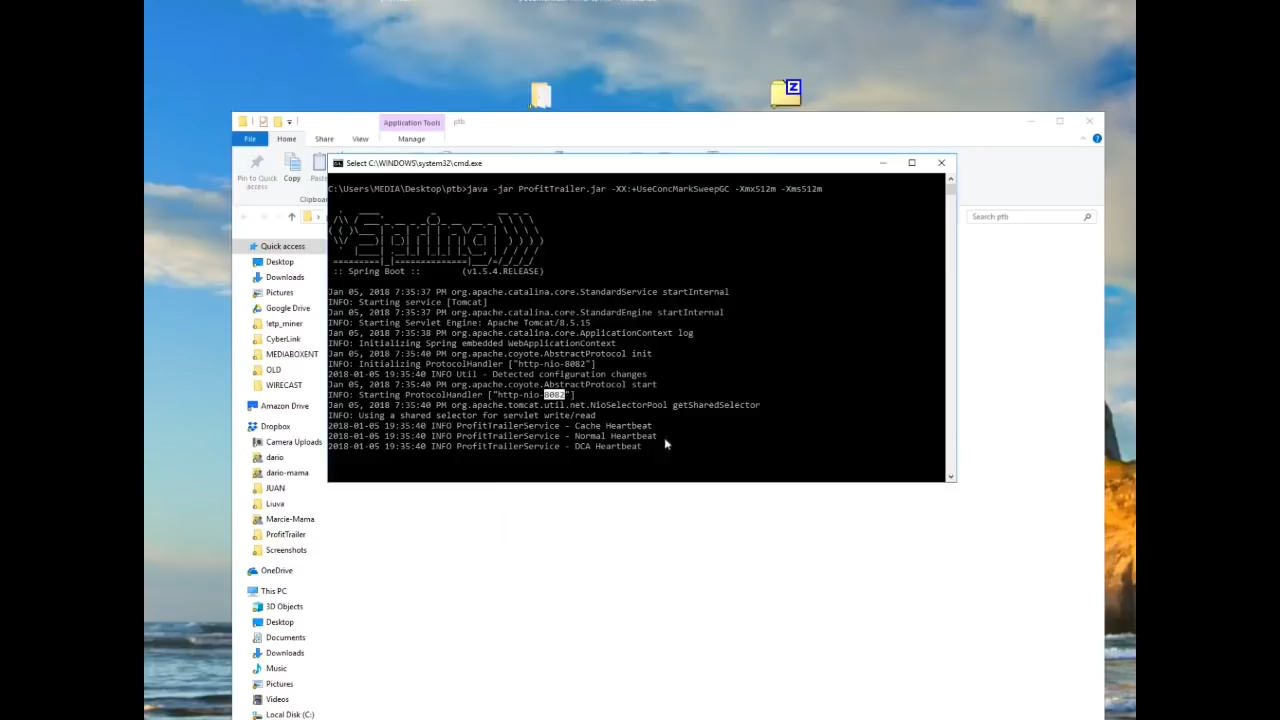 Application Tools
ptb
File
Home
Share
View
Manage
Pin to Quick access
Copy
Paste
Search ptb
Select C:\WINDOWS\system32\cmd.exe
C:\Users\MEDIA\Desktop\ptb>java -jar ProfitTrailer.jar -XX:+UseConcMarkSweepGC -Xmx512m -Xms512m
:: Spring Boot :: (v1.5.4.RELEASE)
Jan 05, 2018 7:35:37 PM org.apache.catalina.core.StandardService startInternal
INFO: Starting service [Tomcat]
Jan 05, 2018 7:35:37 PM org.apache.catalina.core.StandardEngine startInternal
INFO: Starting Servlet Engine: Apache Tomcat/8.5.15
Jan 05, 2018 7:35:38 PM org.apache.catalina.core.ApplicationContext log
INFO: Initializing Spring embedded WebApplicationContext
Jan 05, 2018 7:35:40 PM org.apache.coyote.AbstractProtocol init
INFO: Initializing ProtocolHandler ["http-nio-8082"]
2018-01-05 19:35:40 INFO Util - Detected configuration changes
Jan 05, 2018 7:35:40 PM org.apache.coyote.AbstractProtocol start
INFO: Starting ProtocolHandler ["http-nio-8082"]
Jan 05, 2018 7:35:40 PM org.apache.tomcat.util.net.NioSelectorPool getSharedSelector
INFO: Using a shared selector for servlet write/read
2018-01-05 19:35:40 INFO ProfitTrailerService - Cache Heartbeat
2018-01-05 19:35:40 INFO ProfitTrailerService - Normal Heartbeat
2018-01-05 19:35:40 INFO ProfitTrailerService - DCA Heartbeat
Quick access
Desktop
Downloads
Pictures
Google Drive
!etp_miner
CyberLink
MEDIABOXENT
OLD
WIRECAST
Amazon Drive
Dropbox
Camera Uploads
dario
dario-mama
JUAN
Liuva
Marcie-Mama
ProfitTrailer
Screenshots
OneDrive
This PC
3D Objects
Desktop
Documents
Downloads
Music
Pictures
Videos
Local Disk (C:)